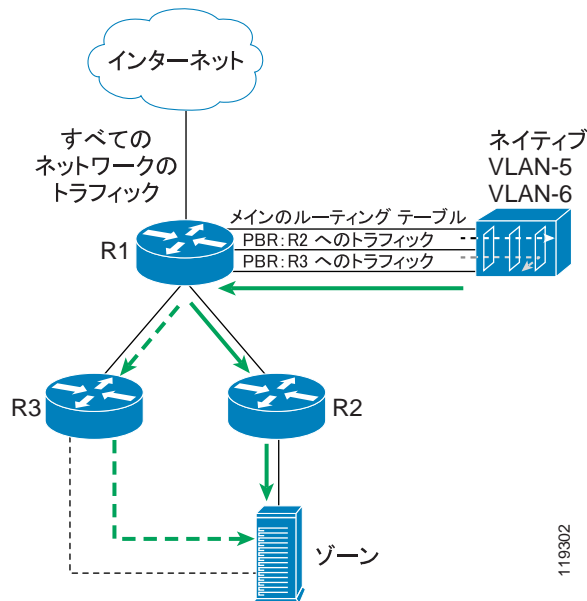 インターネット
すべての
ネットワークの
トラフィック
ネイティブ
VLAN-5
VLAN-6
メインのルーティング テーブル
PBR：R2 へのトラフィック
PBR：R3 へのトラフィック
R1
R3
R2
ゾーン
119302